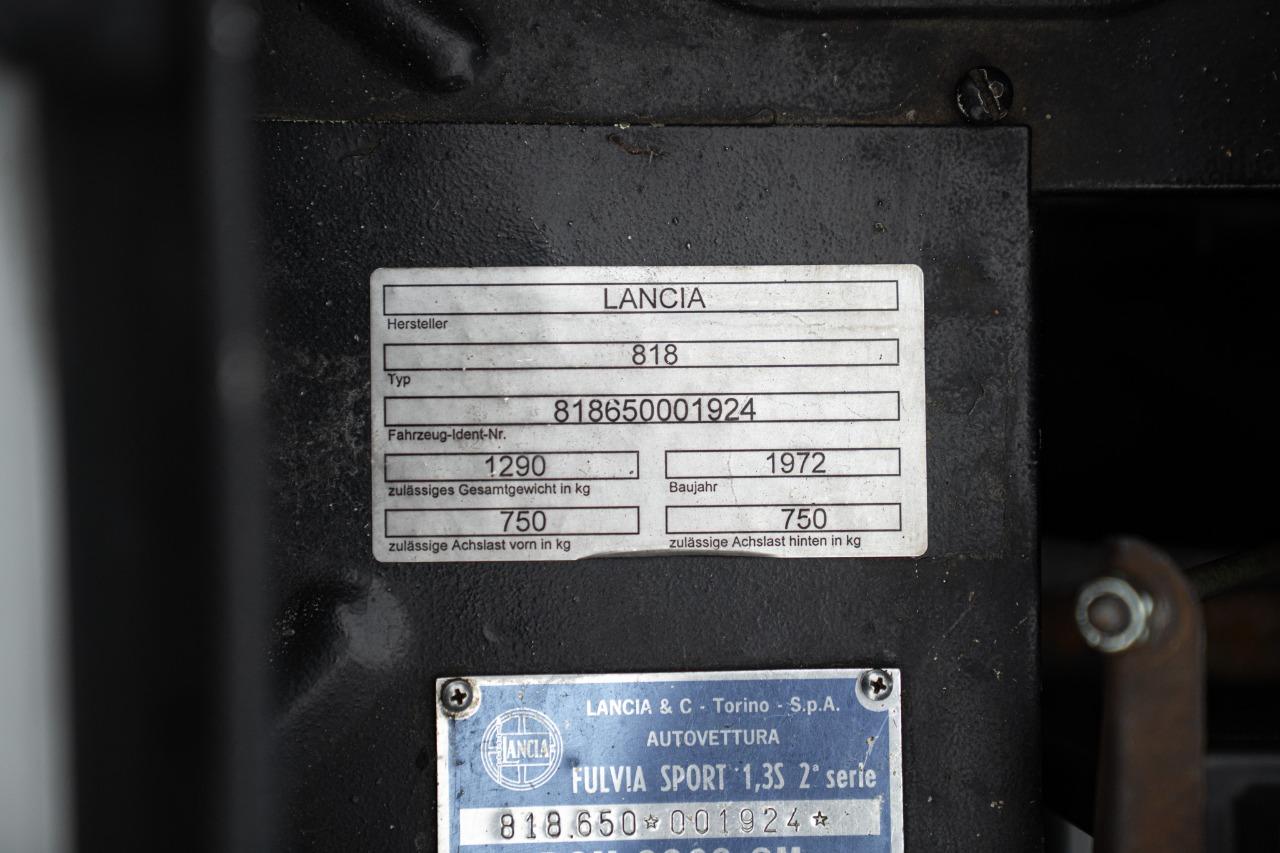 LANCIA
Hersteller
818
Typ
818650001924
Fahrzeug-Ident-Nr.
1290 1972
zulässiges Gesamtgewicht in kg Baujahr
750 750
zulässige Achslast vorn in kg zulässige Achslast hinten in kg
LANCIA & C - Torino - S.p.A.
AUTOVETTURA
LANCIA
FULVIA SPORT 1,3S 2ª serie
818.650☆001924☆